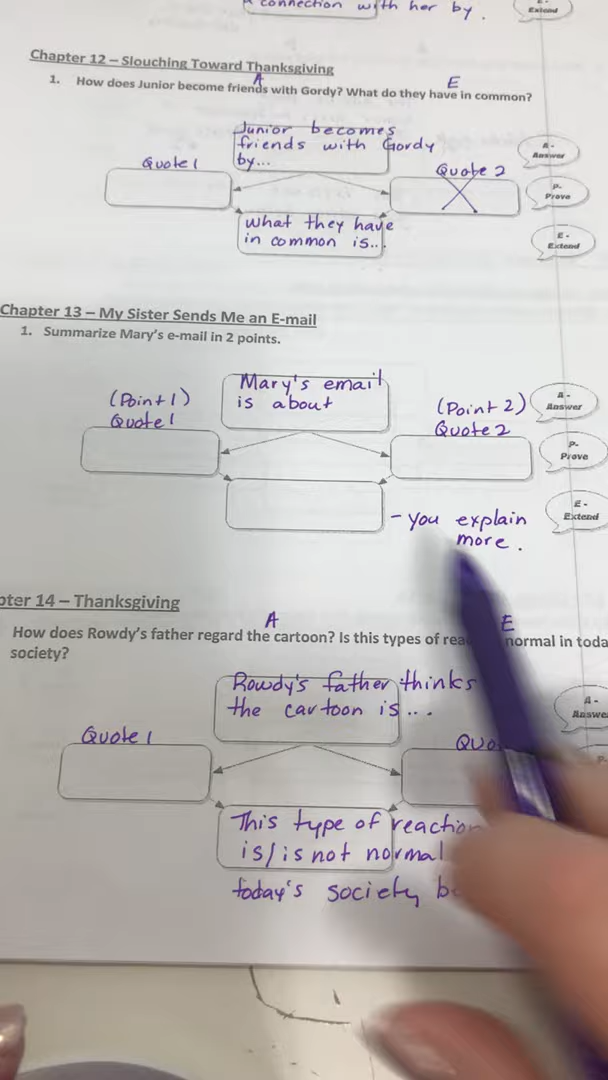 connection with her by.
Extend
Chapter 12 – Slouching Toward Thanksgiving
A E
1. How does Junior become friends with Gordy? What do they have in common?
Junior becomes
friends with Gordy
by...
Quote 1
Quote 2
A -
Answer
P-
Prove
E -
Extend
what they have
in common is...
Chapter 13 – My Sister Sends Me an E-mail
1. Summarize Mary's e-mail in 2 points.
Mary's email
is about
(Point 1)
Quote 1
(Point 2)
Quote 2
A -
Answer
P-
Prove
E -
Extend
- you explain
more.
pter 14 – Thanksgiving
A E
How does Rowdy's father regard the cartoon? Is this types of rea normal in toda
society?
Rowdy's father thinks
the cartoon is...
A -
Answe
Quote 1
Quo
P-
This type of reaction
is/is not normal
today's society b